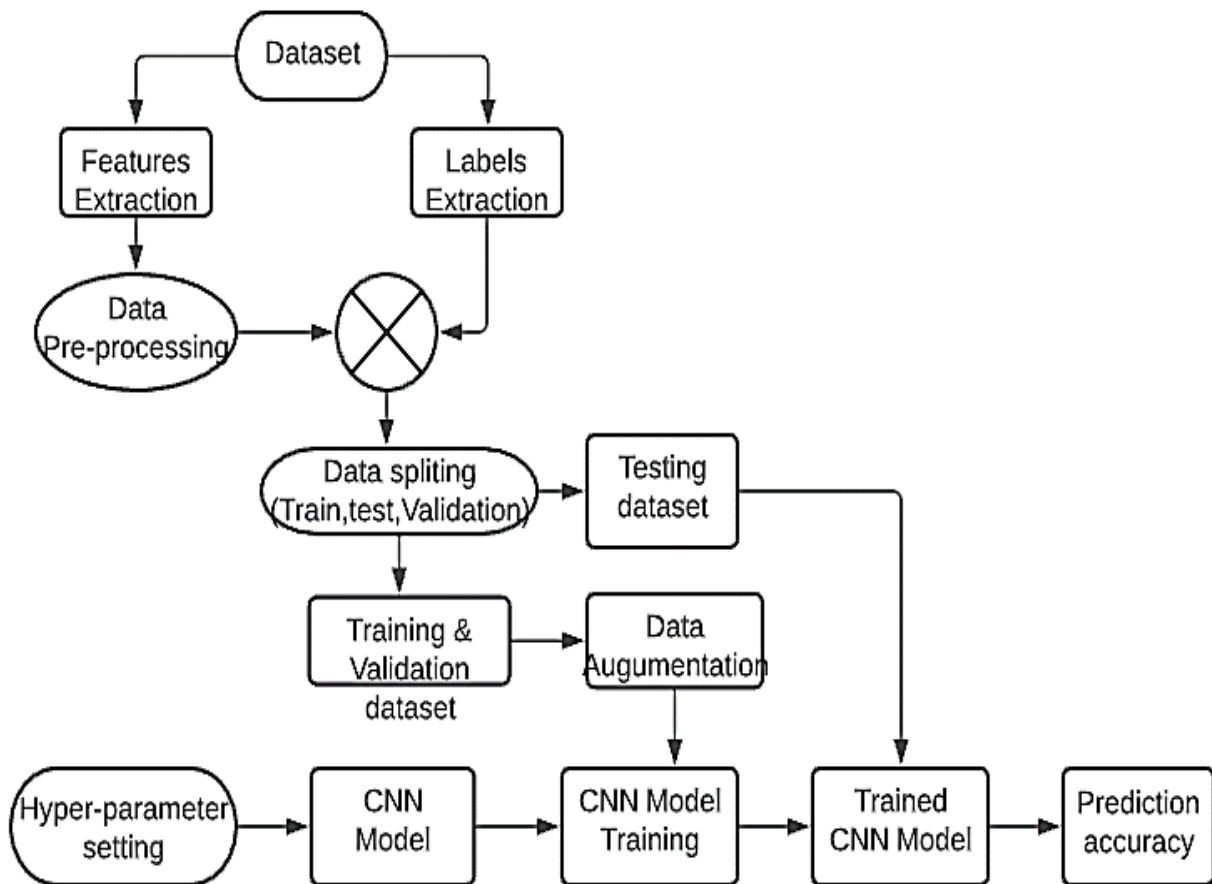 Dataset
Features
Extraction
Labels
Extraction
Data
Pre-processing
Data spliting
(Train,test,Validation)
Testing
dataset
Training &
Validation
dataset
Data
Augumentation
Hyper-parameter
setting
CNN
Model
CNN Model
Training
Trained
CNN Model
Prediction
accuracy